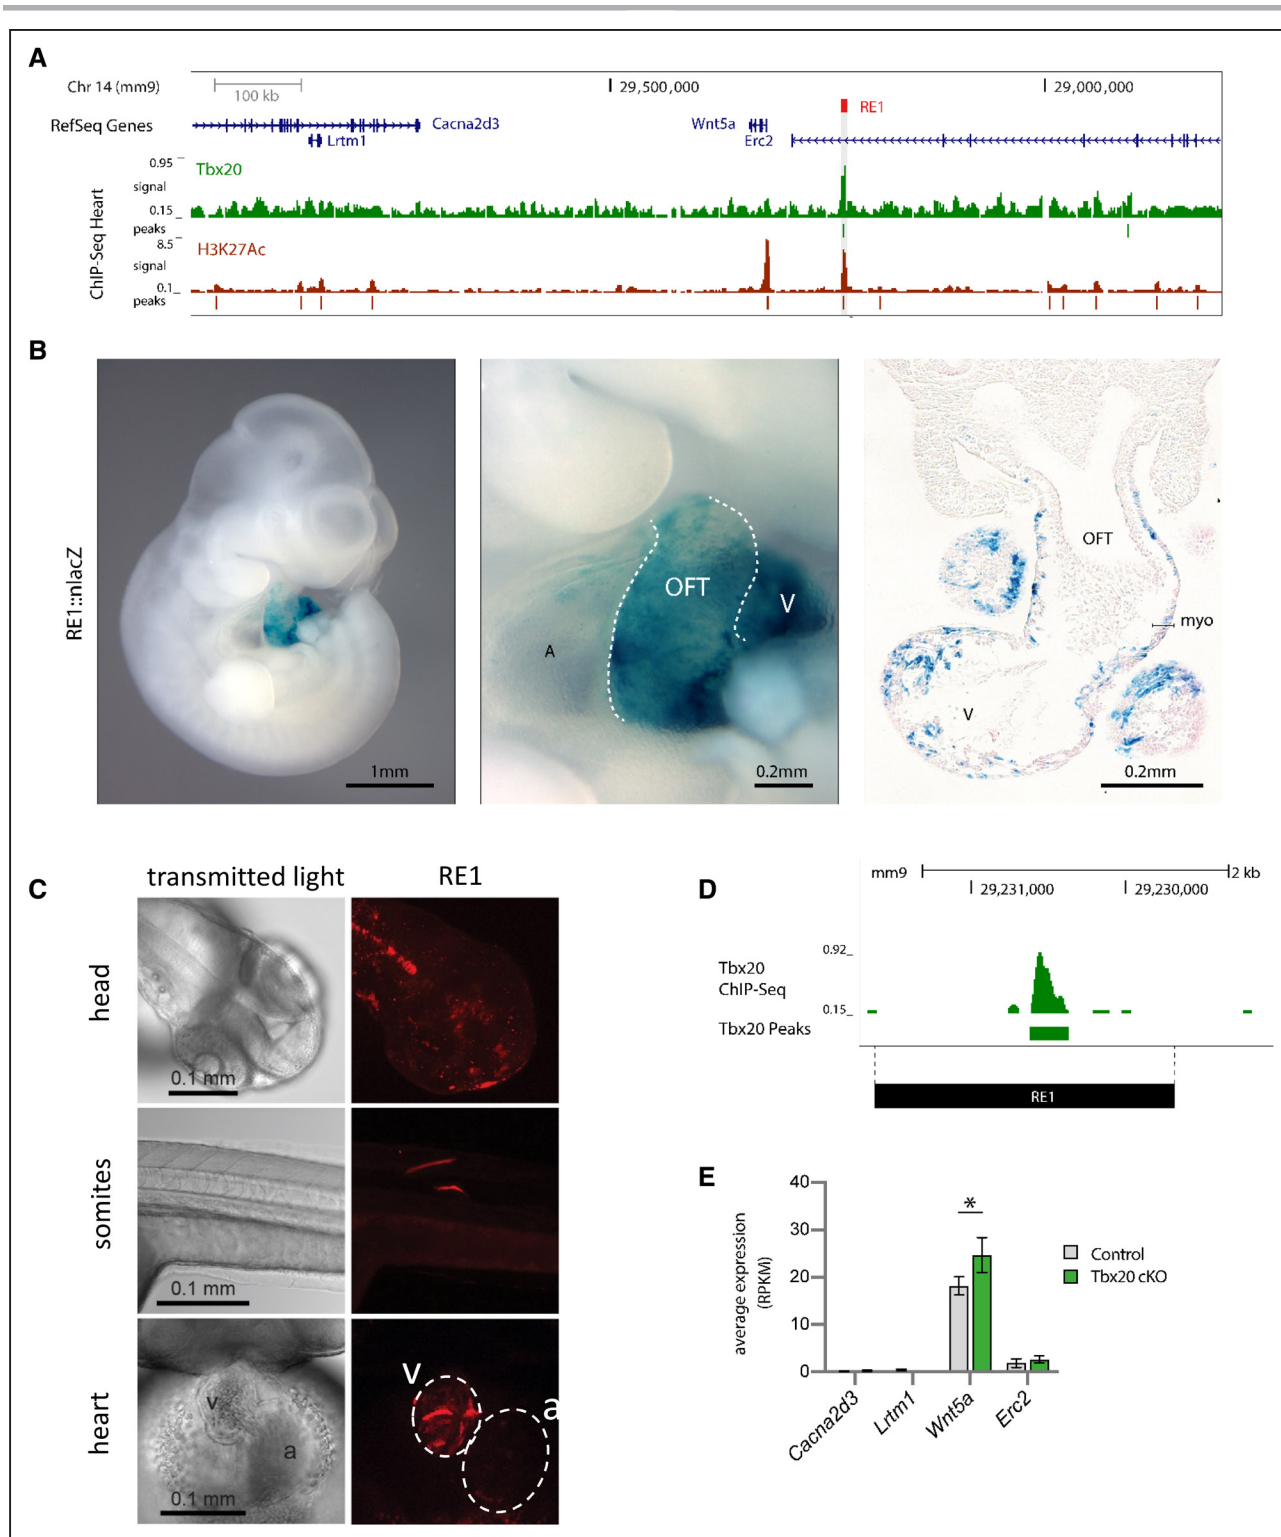 A
Chr 14 (mm9)
100 kb
29,500,000
29,000,000
RE1
RefSeq Genes
Cacna2d3
Wnt5a
Lrtm1
Erc2
ChIP-Seq Heart
0.95
Tbx20
signal
0.15
peaks
8.5
H3K27Ac
signal
0.1
peaks
B
RE1::nlacZ
1mm
OFT
V
A
0.2mm
OFT
myo
V
0.2mm
C
transmitted light
RE1
head
0.1 mm
somites
0.1 mm
heart
v
a
0.1 mm
v
a
D
mm9
2 kb
29,231,000
29,230,000
0.92
Tbx20
ChIP-Seq
0.15
Tbx20 Peaks
RE1
E
average expression
(RPKM)
40
30
20
10
0
*
Control
Tbx20 cKO
Cacna2d3
Lrtm1
Wnt5a
Erc2